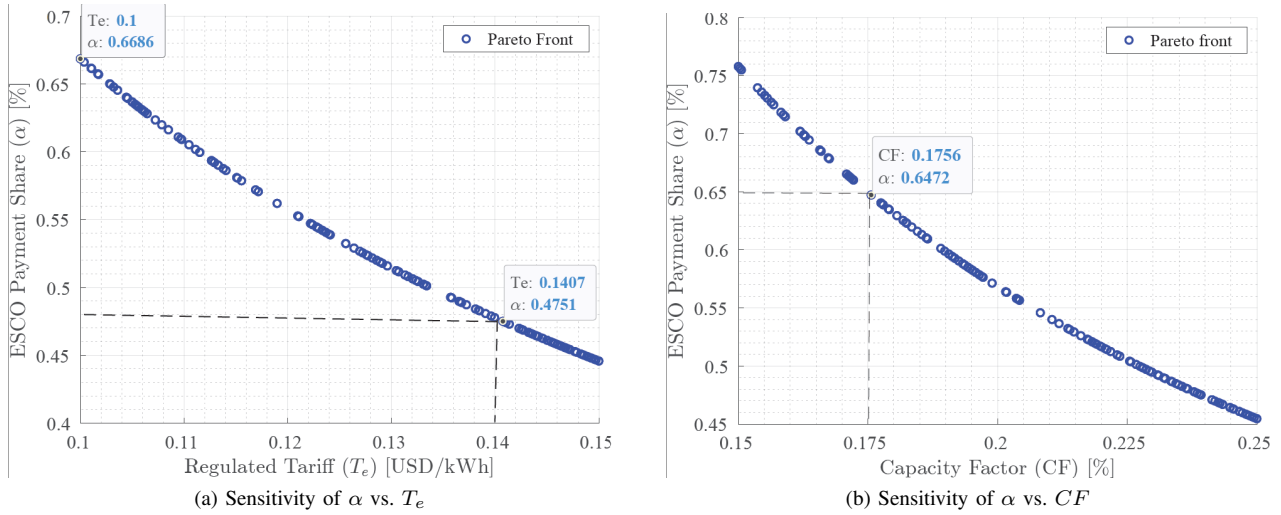 0.7
0.65
0.6
0.55
0.5
0.45
0.4
ESCO Payment Share (α) [%]
Te: 0.1
α: 0.6686
Pareto Front
Te: 0.1407
α: 0.4751
0.1 0.11 0.12 0.13 0.14 0.15
Regulated Tariff (Te) [USD/kWh]
(a) Sensitivity of α vs. Te
0.8
0.75
0.7
0.65
0.6
0.55
0.5
0.45
ESCO Payment Share (α) [%]
Pareto front
CF: 0.1756
α: 0.6472
0.15 0.175 0.2 0.225 0.25
Capacity Factor (CF) [%]
(b) Sensitivity of α vs. CF